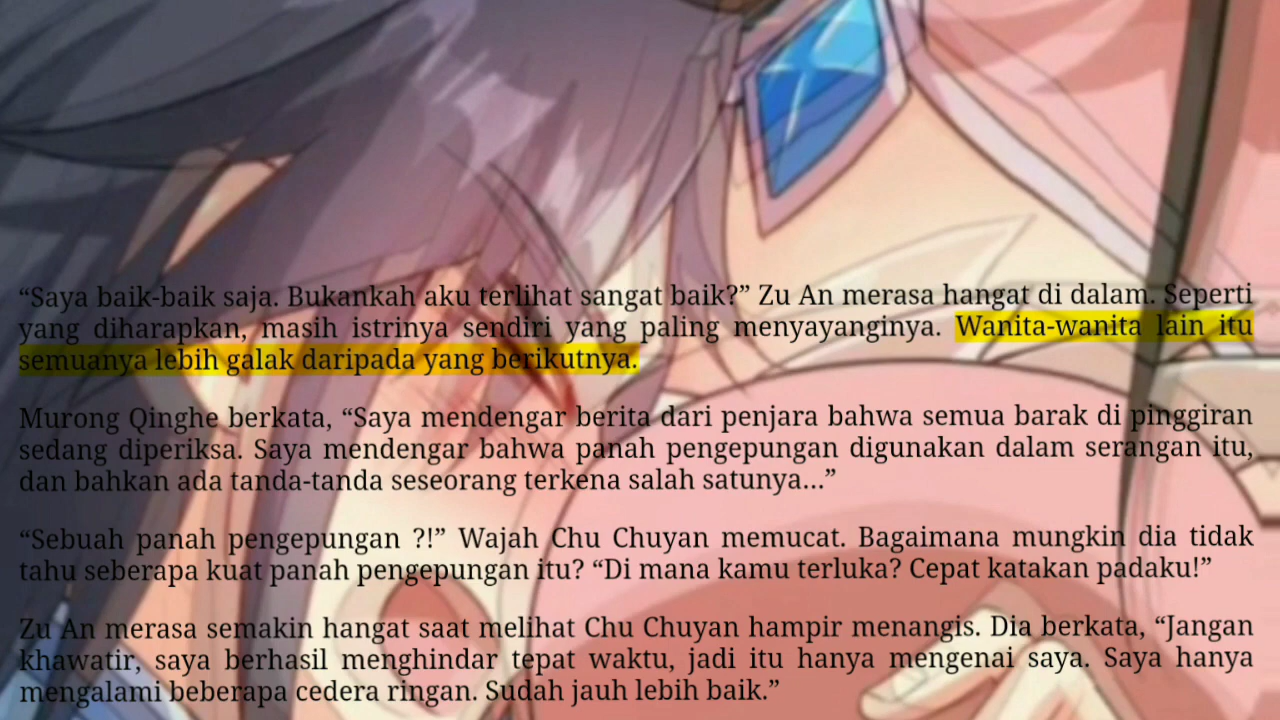 “Saya baik-baik saja. Bukankah aku terlihat sangat baik?” Zu An merasa hangat di dalam. Seperti
yang diharapkan, masih istrinya sendiri yang paling menyayanginya. Wanita-wanita lain itu
semuanya lebih galak daripada yang berikutnya.
Murong Qinghe berkata, “Saya mendengar berita dari penjara bahwa semua barak di pinggiran
sedang diperiksa. Saya mendengar bahwa panah pengepungan digunakan dalam serangan itu,
dan bahkan ada tanda-tanda seseorang terkena salah satunya...”
“Sebuah panah pengepungan ?!” Wajah Chu Chuyan memucat. Bagaimana mungkin dia tidak
tahu seberapa kuat panah pengepungan itu? “Di mana kamu terluka? Cepat katakan padaku!”
Zu An merasa semakin hangat saat melihat Chu Chuyan hampir menangis. Dia berkata, “Jangan
khawatir, saya berhasil menghindar tepat waktu, jadi itu hanya mengenai saya. Saya hanya
mengalami beberapa cedera ringan. Sudah jauh lebih baik.”